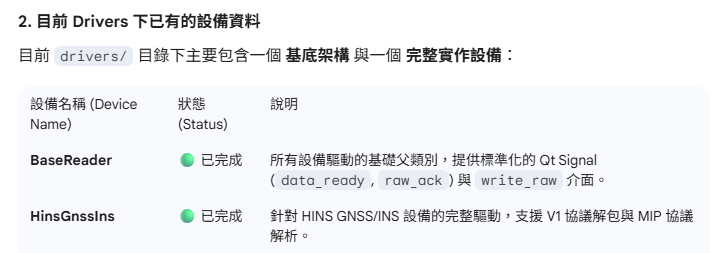 2. 目前 Drivers 下已有的設備資料
目前 drivers/ 目錄下主要包含一個 基底架構 與一個 完整實作設備：
設備名稱 (Device Name)
狀態 (Status)
說明
BaseReader
已完成
所有設備驅動的基礎父類別，提供標準化的 Qt Signal
( data_ready , raw_ack ) 與 write_raw 介面。
HinsGnssIns
已完成
針對 HINS GNSS/INS 設備的完整驅動，支援 V1 協議解包與 MIP 協議
解析。